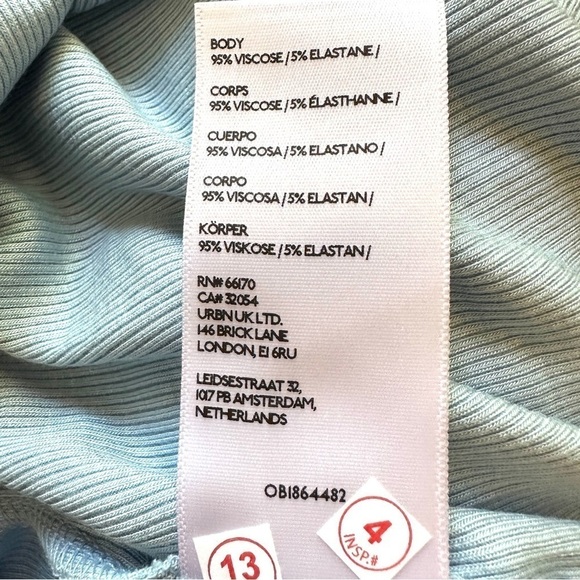 BODY
95% VISCOSE / 5% ELASTANE /
CORPS
95% VISCOSE / 5% ÉLASTHANNE /
CUERPO
95% VISCOSA / 5% ELASTANO /
CORPO
95% VISCOSA / 5% ELASTAN /
KÖRPER
95% VISKOSE / 5% ELASTAN /
RN# 66170
CA# 32054
URBN UK LTD.
146 BRICK LANE
LONDON, E1 6RU
LEIDSESTRAAT 32,
1017 PB AMSTERDAM,
NETHERLANDS
OB1864482
4
INSP.#
13